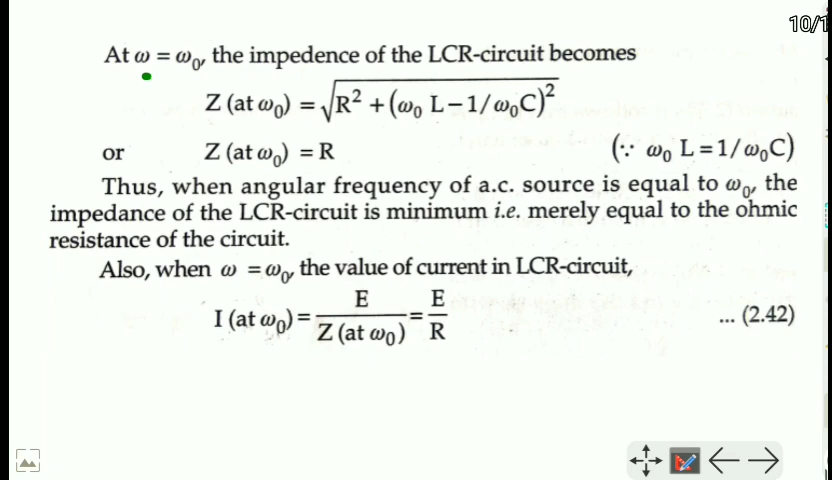 10/1
At ω = ω₀, the impedence of the LCR-circuit becomes
Z (at ω₀) = √(R² + (ω₀ L − 1/ω₀C)²)
or Z (at ω₀) = R (∵ ω₀ L = 1/ω₀C)
Thus, when angular frequency of a.c. source is equal to ω₀, the
impedance of the LCR-circuit is minimum i.e. merely equal to the ohmic
resistance of the circuit.
Also, when ω = ω₀, the value of current in LCR-circuit,
I (at ω₀) = E / Z (at ω₀) = E / R ... (2.42)